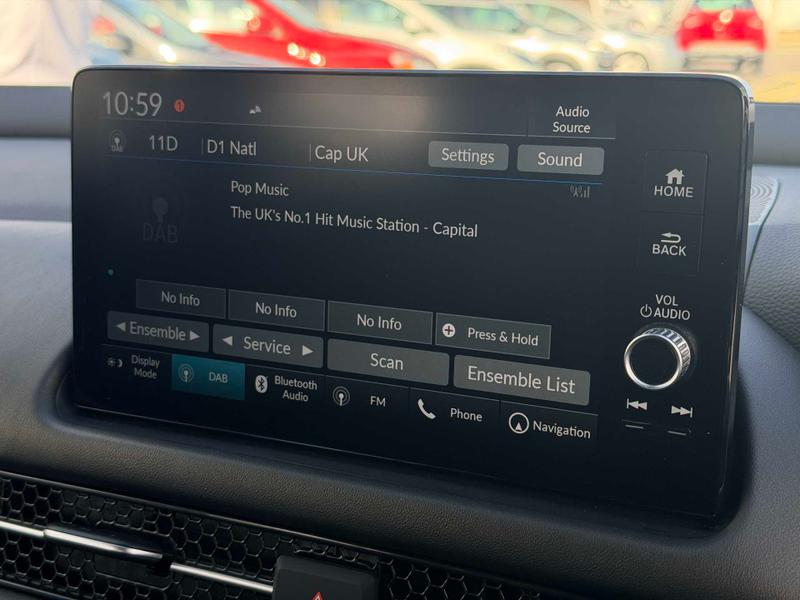 10:59
Audio
Source
DAB
11D
D1 Natl
Cap UK
Settings
Sound
Pop Music
The UK's No.1 Hit Music Station - Capital
DAB
HOME
BACK
VOL
AUDIO
No Info
No Info
No Info
Press & Hold
Ensemble
Service
Scan
Ensemble List
Display
Mode
DAB
Bluetooth
Audio
FM
Phone
Navigation